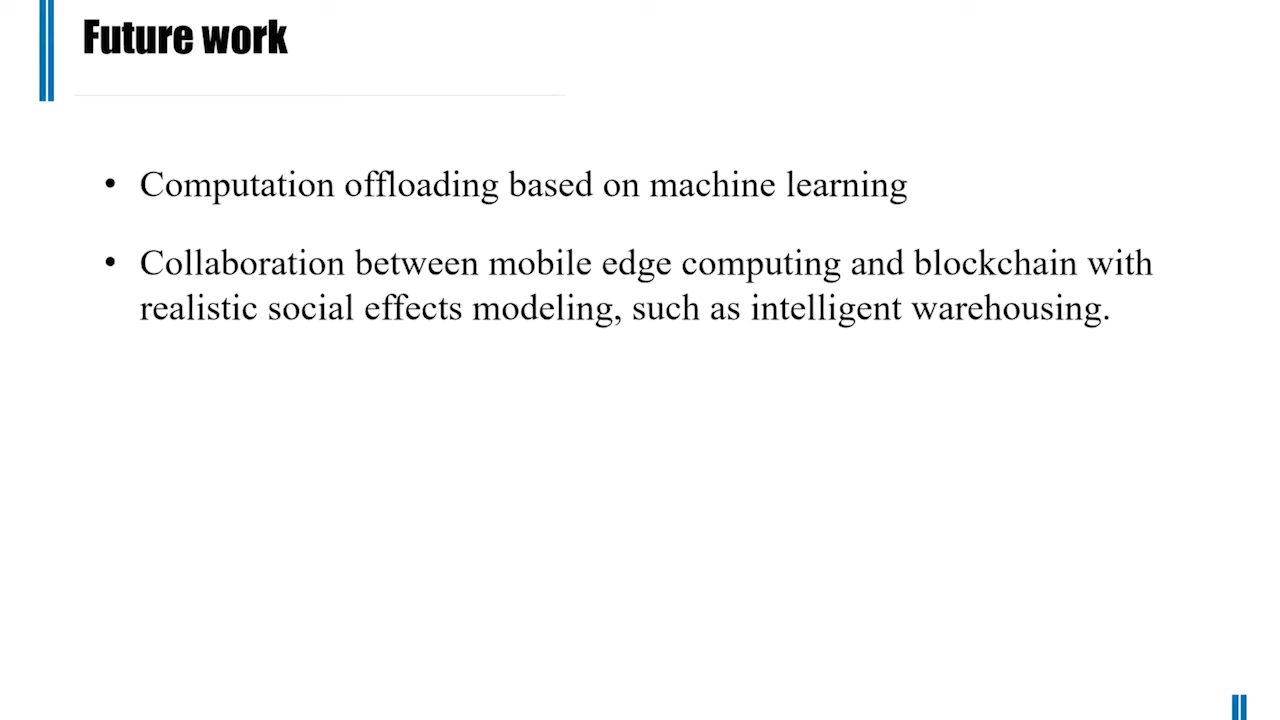 Future work
• Computation offloading based on machine learning
• Collaboration between mobile edge computing and blockchain with
realistic social effects modeling, such as intelligent warehousing.